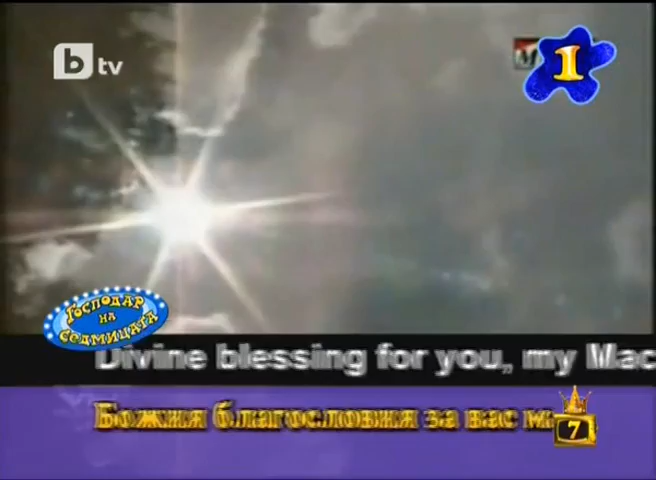 btv
M
1
Господар
на
седмицата
Divine blessing for you, my Mac
Божия благословия за вас м
7